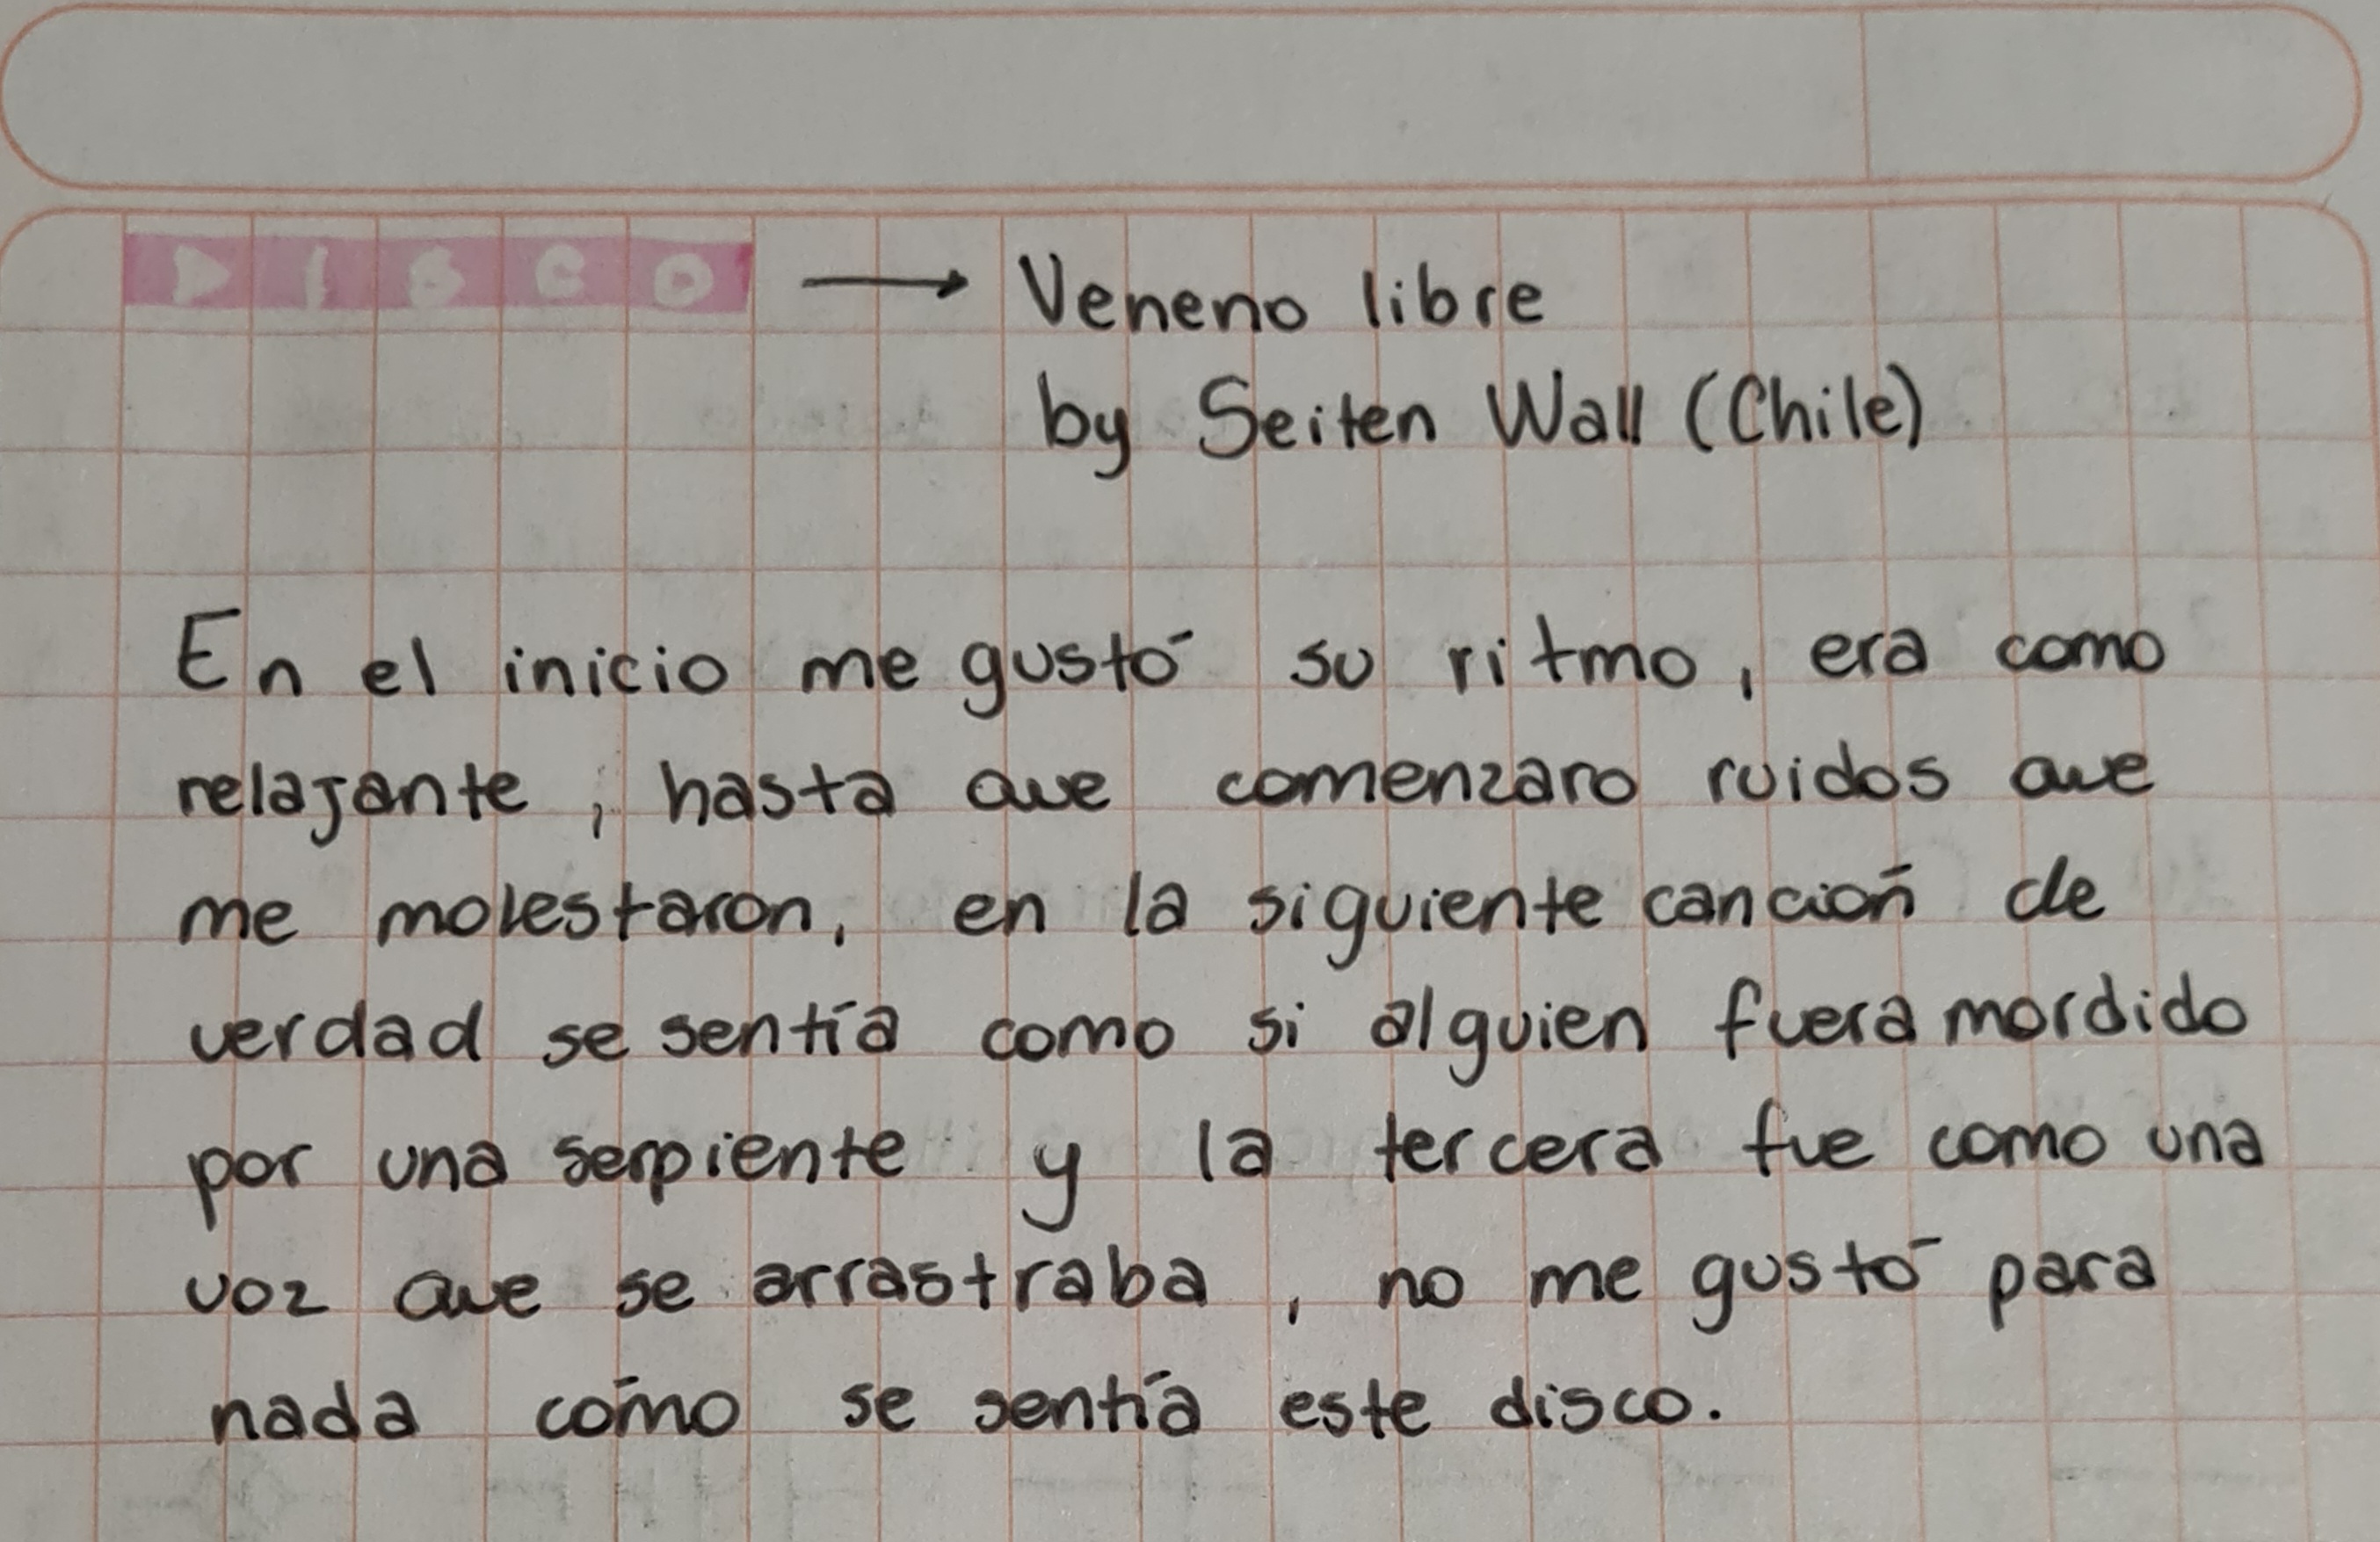 DISCO → Veneno libre
by Seiten Wall (Chile)
En el inicio me gustó su ritmo, era como
relajante, hasta que comenzaro ruidos que
me molestaron, en la siguiente canción de
verdad se sentía como si alguien fuera mordido
por una serpiente y la tercera fue como una
voz que se arrastraba, no me gustó para
nada cómo se sentía este disco.